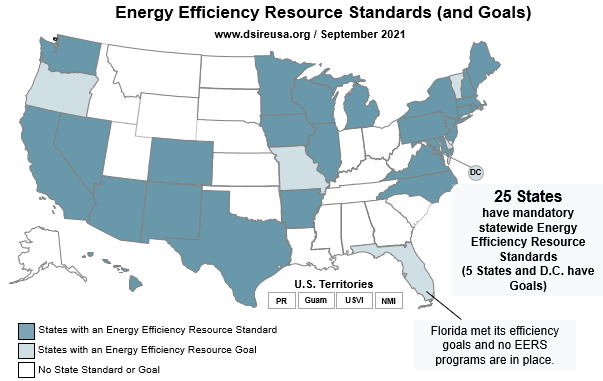 Energy Efficiency Resource Standards (and Goals)
www.dsireusa.org / September 2021
DC
25 States
have mandatory
statewide Energy
Efficiency Resource
Standards
(5 States and D.C. have
Goals)
U.S. Territories
PR
Guam
USVI
NMI
Florida met its efficiency
goals and no EERS
programs are in place.
States with an Energy Efficiency Resource Standard
States with an Energy Efficiency Resource Goal
No State Standard or Goal